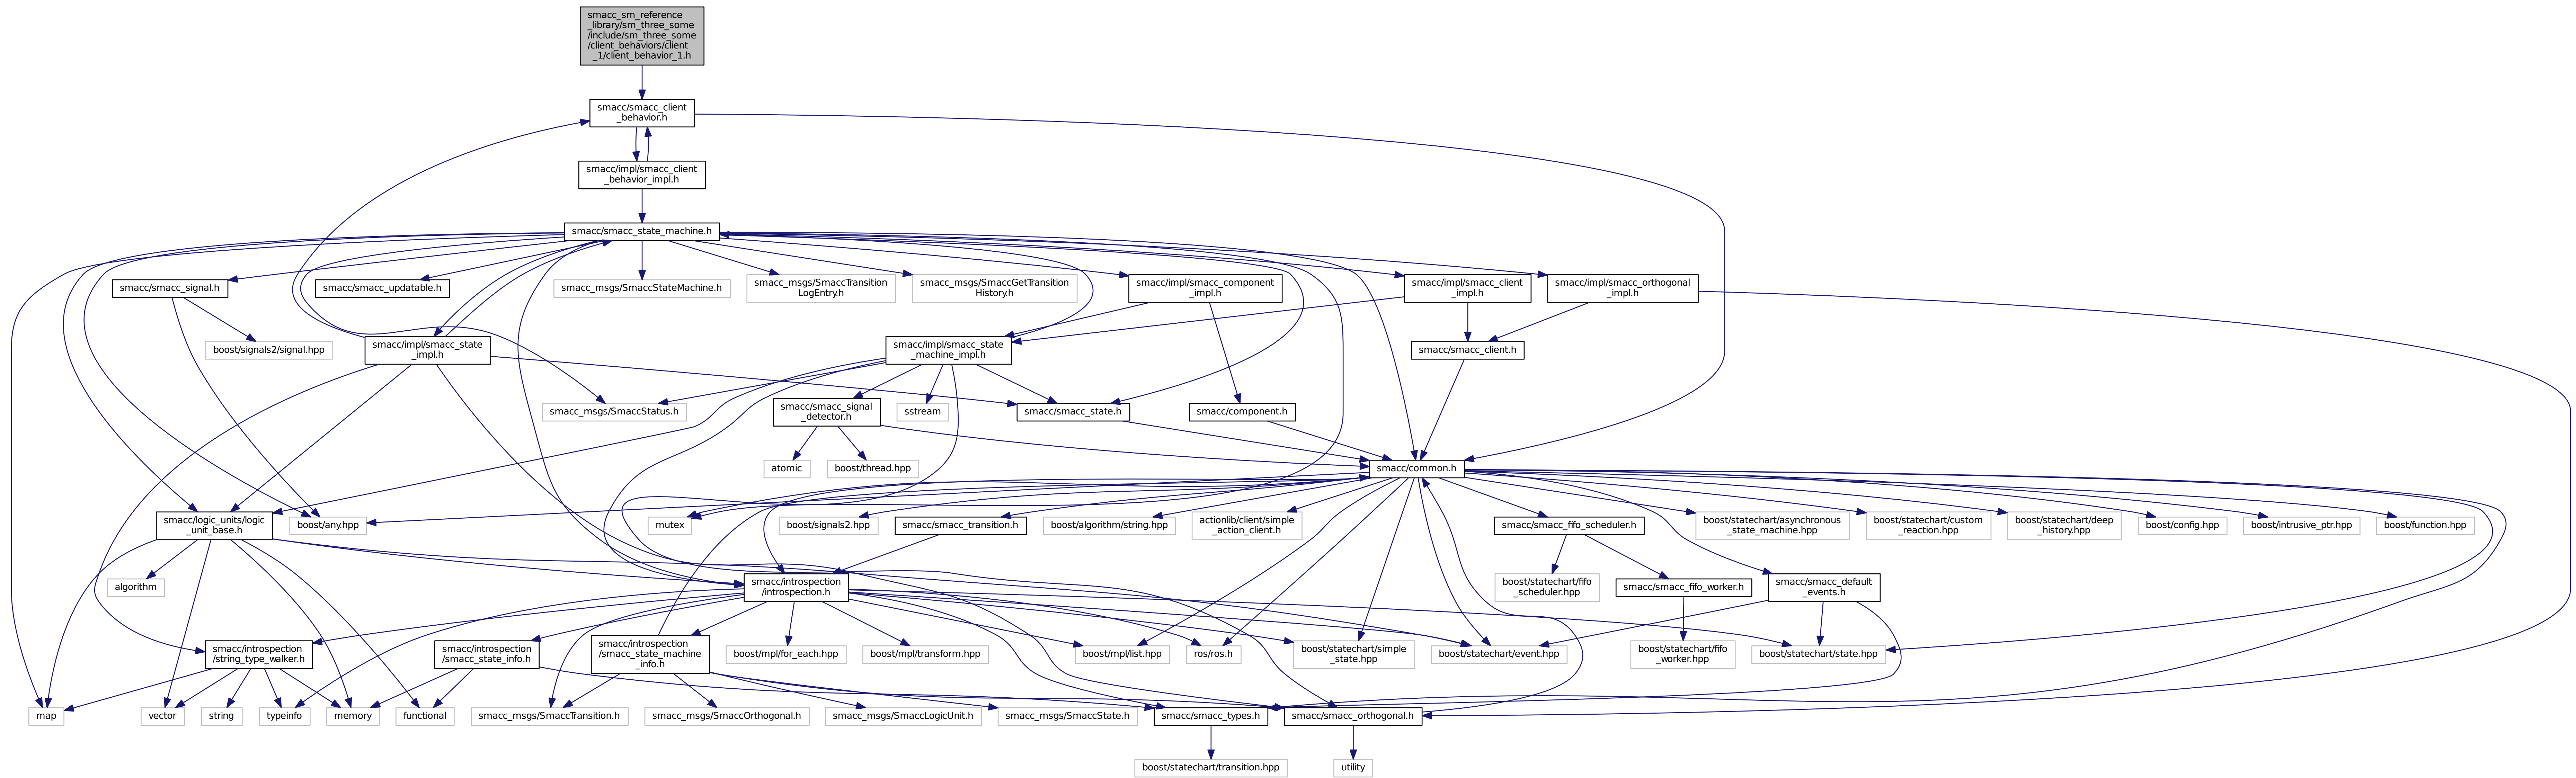 smacc_sm_reference
_library/sm_three_some
/include/sm_three_some
/client_behaviors/client
_1/client_behavior_1.h
smacc/smacc_client
_behavior.h
smacc/impl/smacc_client
_behavior_impl.h
smacc/smacc_state_machine.h
smacc/smacc_signal.h
smacc/smacc_updatable.h
smacc_msgs/SmaccStateMachine.h
smacc_msgs/SmaccTransition
LogEntry.h
smacc_msgs/SmaccGetTransition
History.h
smacc/impl/smacc_component
_impl.h
smacc/impl/smacc_client
_impl.h
smacc/impl/smacc_orthogonal
_impl.h
boost/signals2/signal.hpp
smacc/impl/smacc_state
_impl.h
smacc/impl/smacc_state
_machine_impl.h
smacc/smacc_client.h
smacc_msgs/SmaccStatus.h
smacc/smacc_signal
_detector.h
sstream
smacc/smacc_state.h
smacc/component.h
atomic
boost/thread.hpp
smacc/common.h
smacc/logic_units/logic
_unit_base.h
boost/any.hpp
mutex
boost/signals2.hpp
smacc/smacc_transition.h
boost/algorithm/string.hpp
actionlib/client/simple
_action_client.h
smacc/smacc_fifo_scheduler.h
boost/statechart/asynchronous
_state_machine.hpp
boost/statechart/custom
_reaction.hpp
boost/statechart/deep
_history.hpp
boost/config.hpp
boost/intrusive_ptr.hpp
boost/function.hpp
algorithm
smacc/introspection
/introspection.h
boost/statechart/fifo
_scheduler.hpp
smacc/smacc_fifo_worker.h
smacc/smacc_default
_events.h
smacc/introspection
/string_type_walker.h
smacc/introspection
/smacc_state_info.h
smacc/introspection
/smacc_state_machine
_info.h
boost/mpl/for_each.hpp
boost/mpl/transform.hpp
boost/mpl/list.hpp
ros/ros.h
boost/statechart/simple
_state.hpp
boost/statechart/event.hpp
boost/statechart/fifo
_worker.hpp
boost/statechart/state.hpp
map
vector
string
typeinfo
memory
functional
smacc_msgs/SmaccTransition.h
smacc_msgs/SmaccOrthogonal.h
smacc_msgs/SmaccLogicUnit.h
smacc_msgs/SmaccState.h
smacc/smacc_types.h
smacc/smacc_orthogonal.h
boost/statechart/transition.hpp
utility